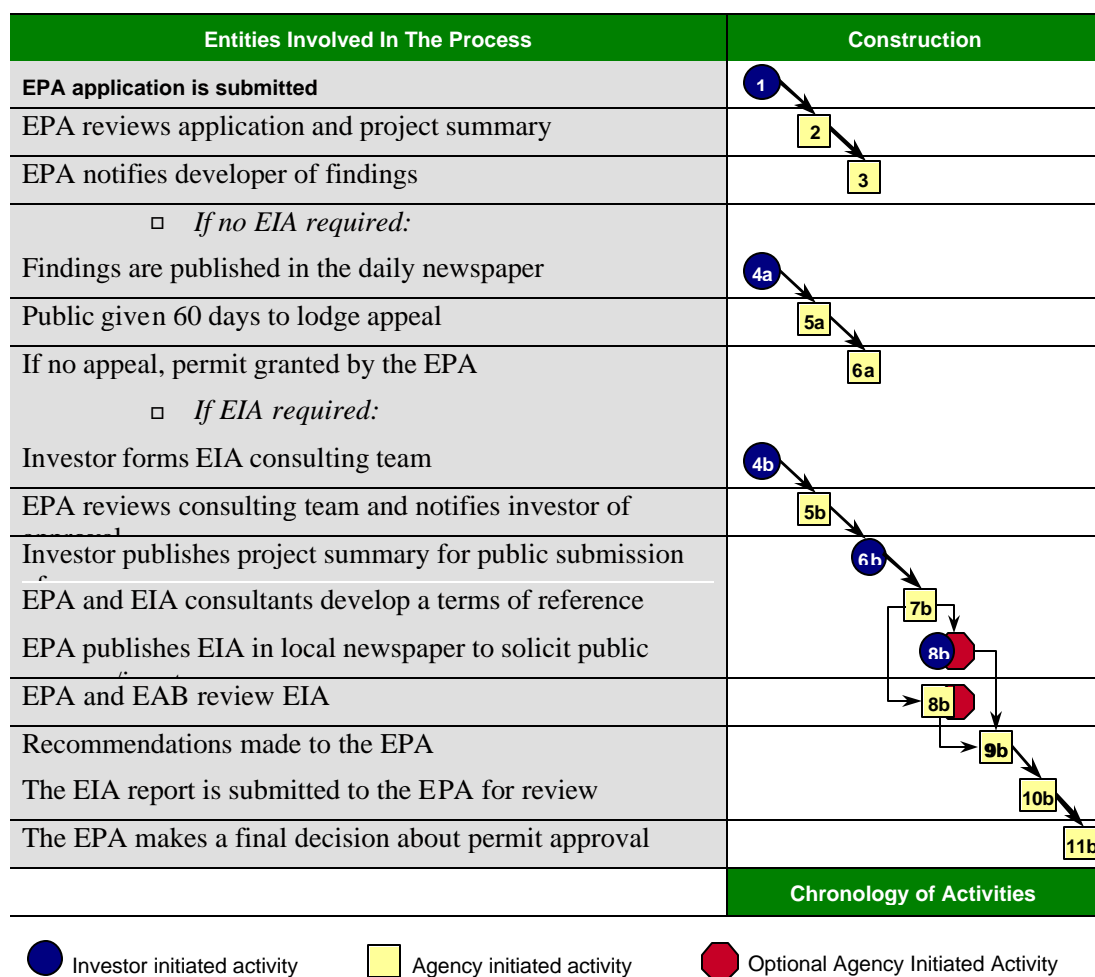 Entities Involved In The Process
Construction
EPA application is submitted
1
EPA reviews application and project summary
2
EPA notifies developer of findings
3
If no EIA required:
Findings are published in the daily newspaper
4a
Public given 60 days to lodge appeal
5a
If no appeal, permit granted by the EPA
6a
If EIA required:
Investor forms EIA consulting team
4b
EPA reviews consulting team and notifies investor of
5b
Investor publishes project summary for public submission
6b
EPA and EIA consultants develop a terms of reference
7b
EPA publishes EIA in local newspaper to solicit public
8b
EPA and EAB review EIA
8b
Recommendations made to the EPA
9b
The EIA report is submitted to the EPA for review
10b
The EPA makes a final decision about permit approval
11b
Chronology of Activities
Investor initiated activity
Agency initiated activity
Optional Agency Initiated Activity